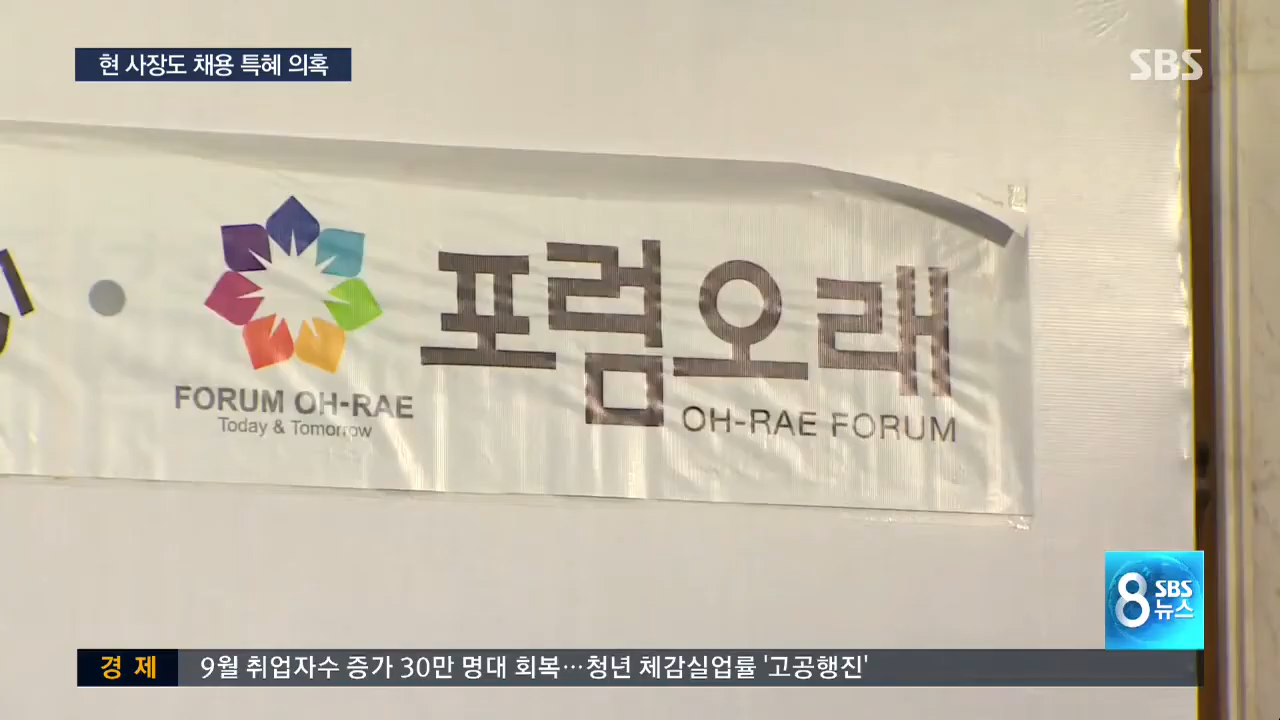 현 사장도 채용 특혜 의혹
SBS
포럼오래
FORUM OH-RAE
OH-RAE FORUM
Today & Tomorrow
8 SBS 뉴스
경제 9월 취업자수 증가 30만 명대 회복…청년 체감실업률 '고공행진'